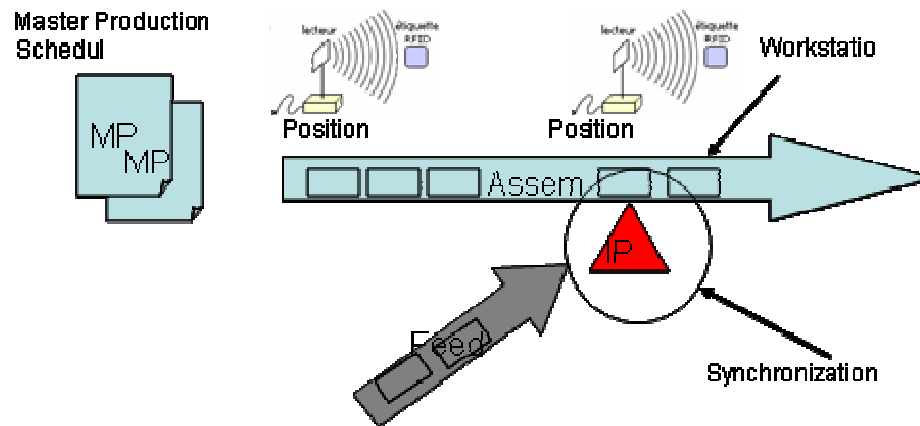 Master Production
Schedul
MP
MP
lecteur
étiquette
RFID
Position
lecteur
étiquette
RFID
Position
Workstatio
Assem
IP
Feed
Synchronization